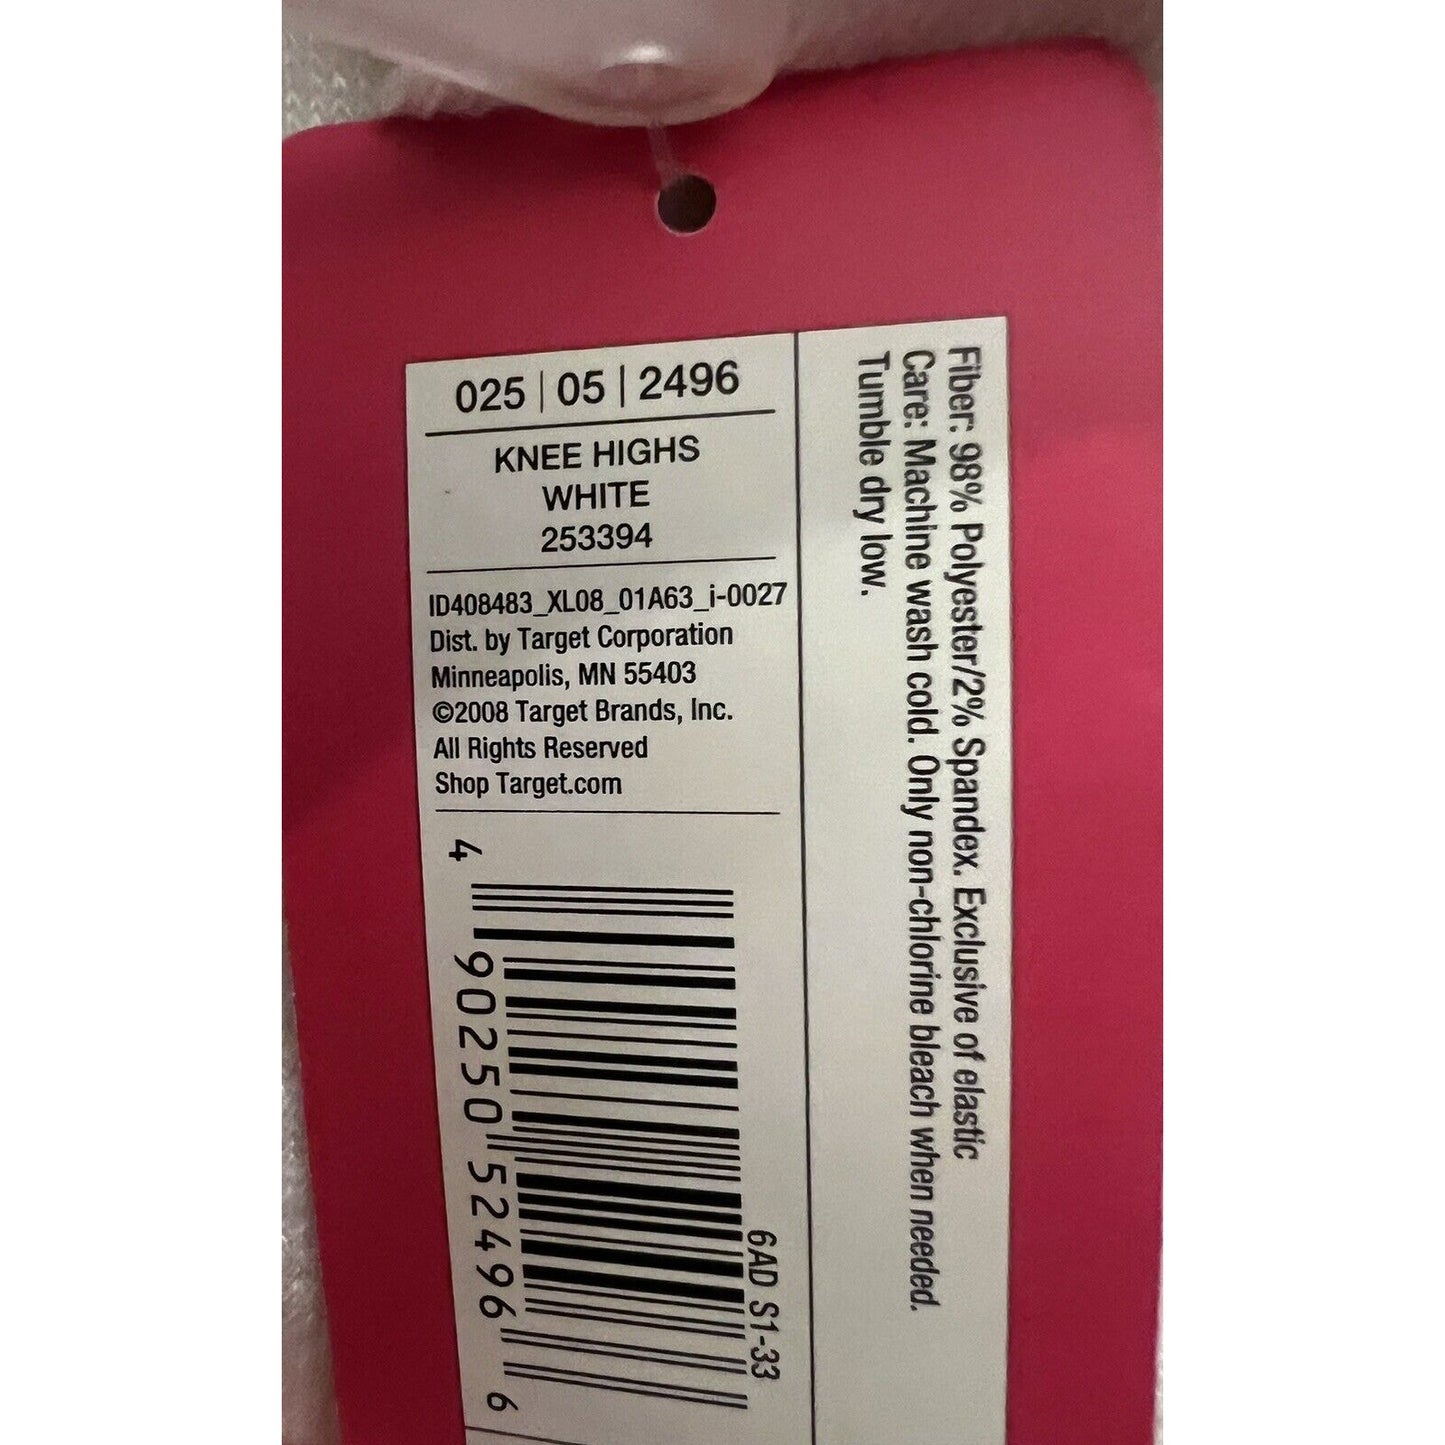 025 | 05 | 2496
KNEE HIGHS
WHITE
253394
ID408483_XL08_01A63_i-0027
Dist. by Target Corporation
Minneapolis, MN 55403
©2008 Target Brands, Inc.
All Rights Reserved
Shop Target.com
4 90250 52496 6
6AD S1-33
Fiber: 98% Polyester/2% Spandex. Exclusive of elastic
Care: Machine wash cold. Only non-chlorine bleach when needed.
Tumble dry low.